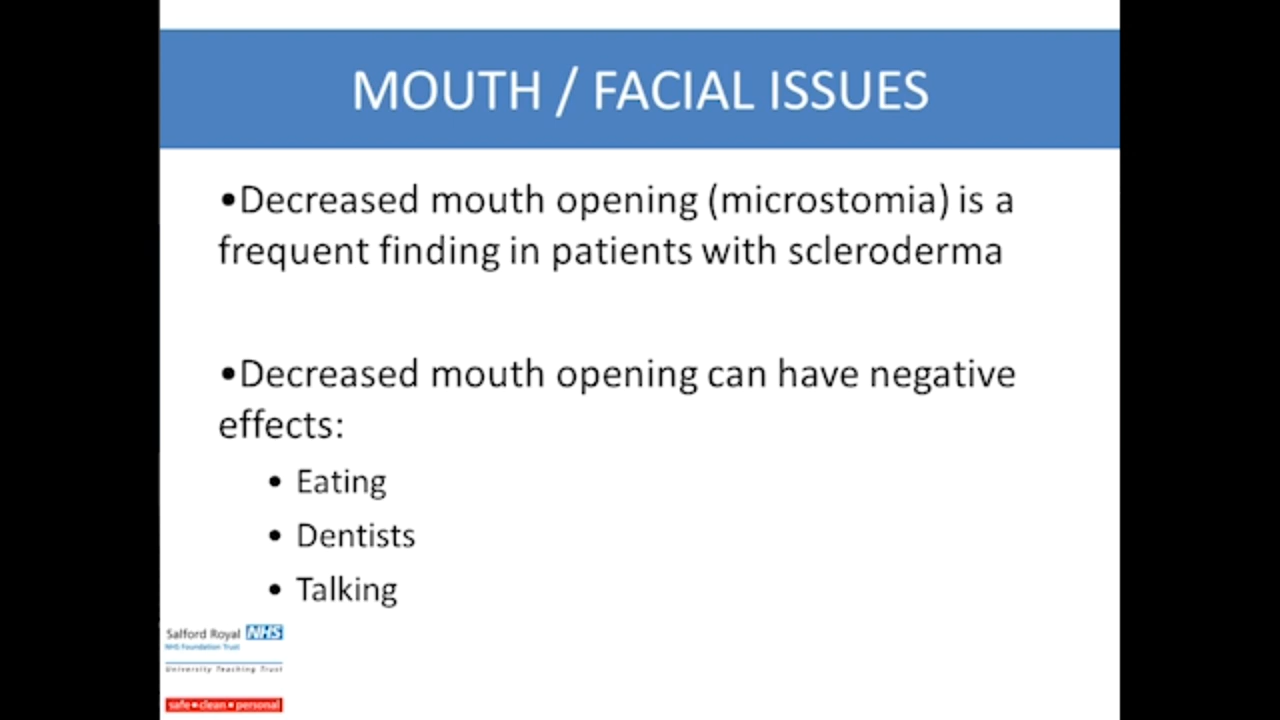 MOUTH / FACIAL ISSUES
•Decreased mouth opening (microstomia) is a
frequent finding in patients with scleroderma
•Decreased mouth opening can have negative
effects:
• Eating
• Dentists
• Talking
Salford Royal NHS
NHS Foundation Trust
University Teaching Trust
safe•clean•personal